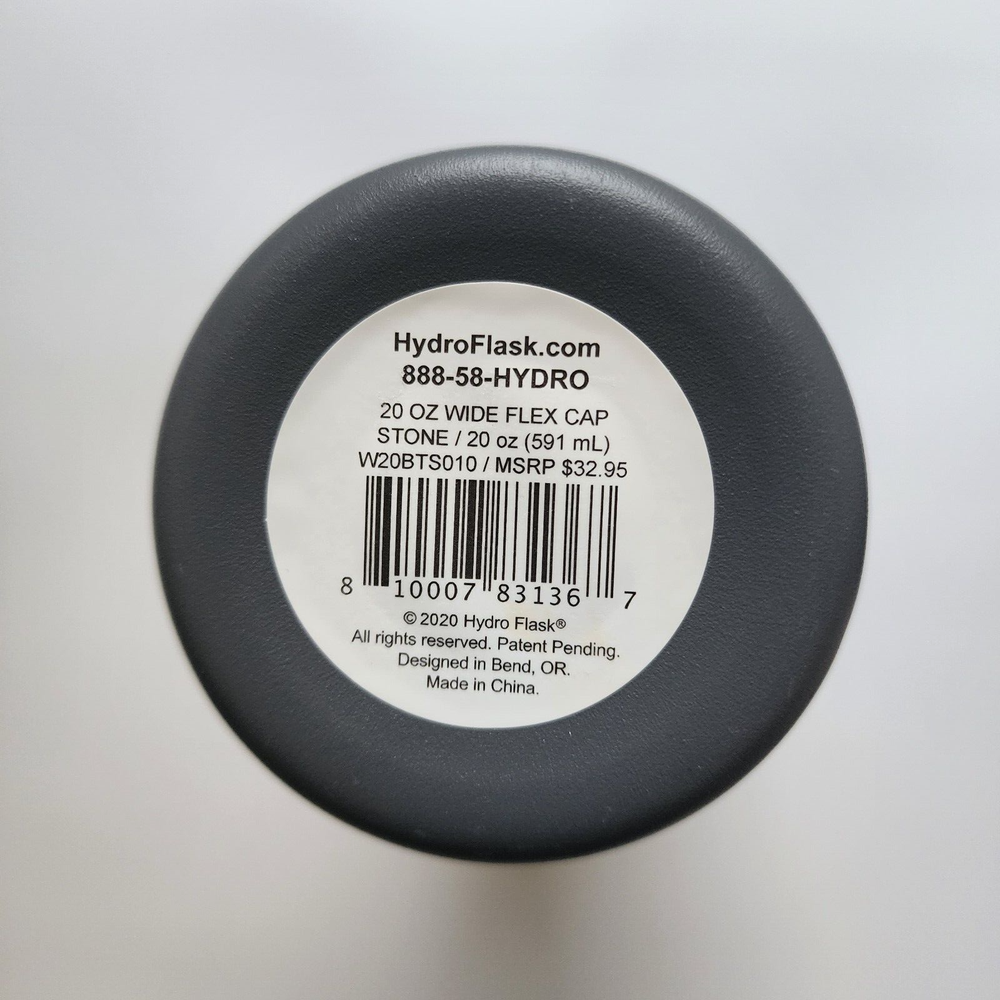 HydroFlask.com
888-58-HYDRO
20 OZ WIDE FLEX CAP
STONE / 20 oz (591 mL)
W20BTS010 / MSRP $32.95
8 10007 83136 7
© 2020 Hydro Flask®
All rights reserved. Patent Pending.
Designed in Bend, OR.
Made in China.